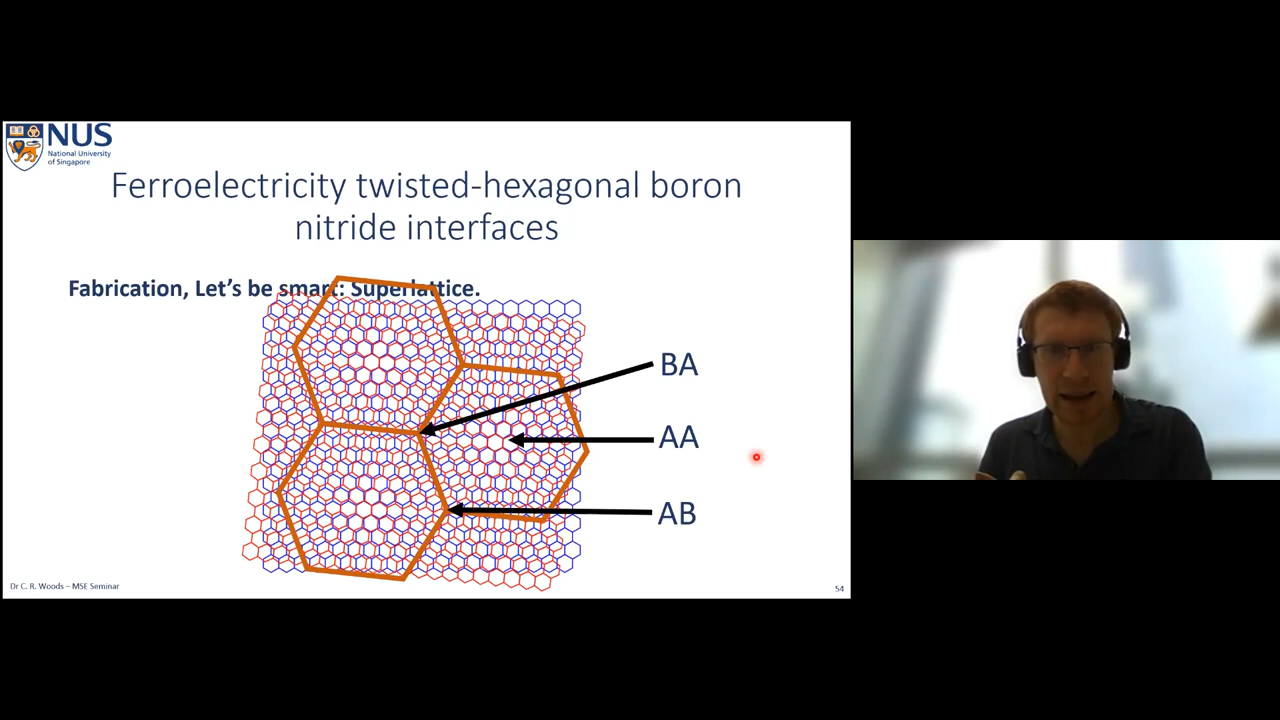 NUS
National University
of Singapore
Ferroelectricity twisted-hexagonal boron
nitride interfaces
Fabrication, Let's be smart: Superlattice.
BA
AA
AB
Dr C. R. Woods – MSE Seminar
54